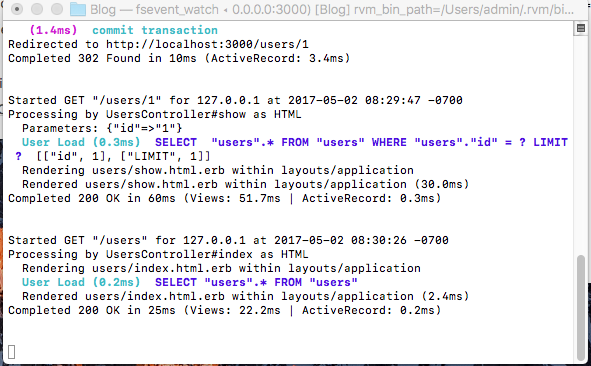 Blog — fsevent_watch ◂ 0.0.0.0:3000) [Blog] rvm_bin_path=/Users/admin/.rvm/bi...
(1.4ms) commit transaction
Redirected to http://localhost:3000/users/1
Completed 302 Found in 10ms (ActiveRecord: 3.4ms)
Started GET "/users/1" for 127.0.0.1 at 2017-05-02 08:29:47 -0700
Processing by UsersController#show as HTML
Parameters: {"id"=>"1"}
User Load (0.3ms) SELECT "users".* FROM "users" WHERE "users"."id" = ? LIMIT
? [["id", 1], ["LIMIT", 1]]
Rendering users/show.html.erb within layouts/application
Rendered users/show.html.erb within layouts/application (30.0ms)
Completed 200 OK in 60ms (Views: 51.7ms | ActiveRecord: 0.3ms)
Started GET "/users" for 127.0.0.1 at 2017-05-02 08:30:26 -0700
Processing by UsersController#index as HTML
Rendering users/index.html.erb within layouts/application
User Load (0.2ms) SELECT "users".* FROM "users"
Rendered users/index.html.erb within layouts/application (2.4ms)
Completed 200 OK in 25ms (Views: 22.2ms | ActiveRecord: 0.2ms)